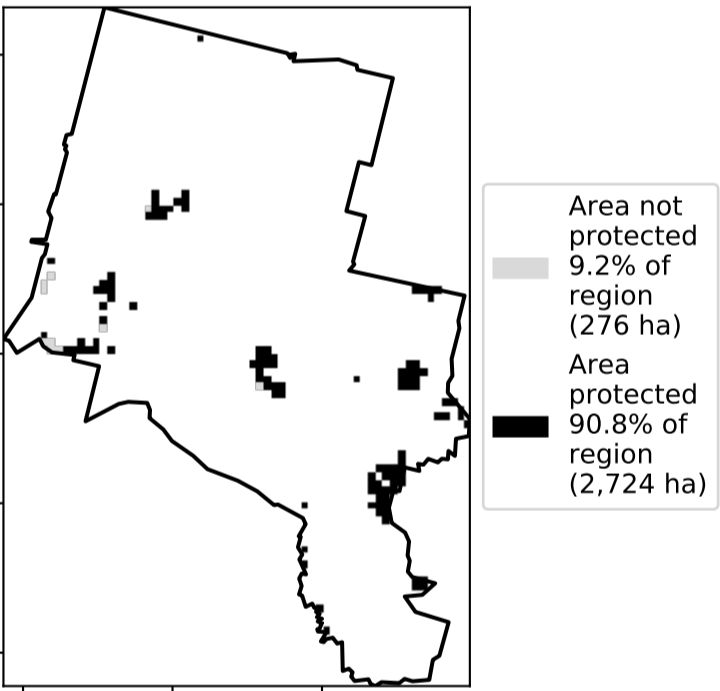 Area not
protected
9.2% of
region
(276 ha)
Area
protected
90.8% of
region
(2,724 ha)